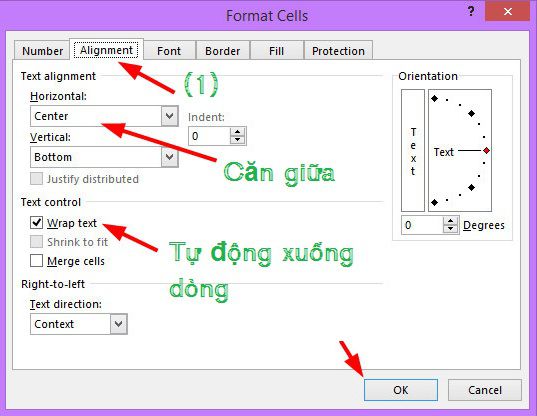 Format Cells
?
Number
Alignment
Font
Border
Fill
Protection
Text alignment
(1)
Horizontal:
Center
Indent:
0
Vertical:
Bottom
Căn giữa
Justify distributed
Text control
Wrap text
Shrink to fit
Merge cells
Tự động xuống
dòng
Right-to-left
Text direction:
Context
Orientation
Text
Text
0
Degrees
OK
Cancel